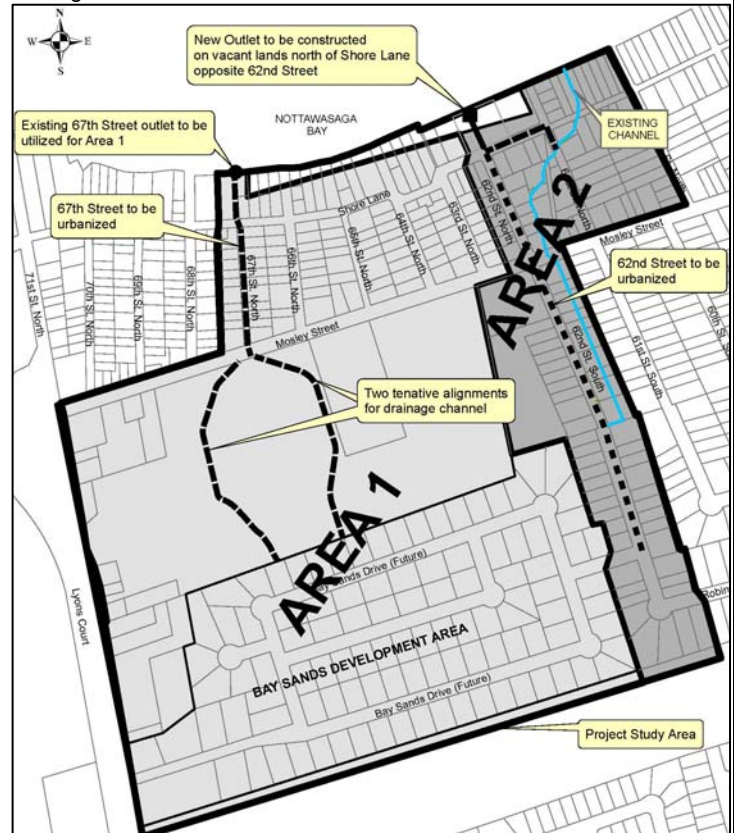 N
W
E
S
New Outlet to be constructed
on vacant lands north of Shore Lane
opposite 62nd Street
Existing 67th Street outlet to be
utilized for Area 1
NOTTAWASAGA
BAY
EXISTING
CHANNEL
67th Street to be
urbanized
Shore Lane
62nd St. North
AREA 2
Mosley Street
62nd Street to be
urbanized
71st St. North
70th St. North
69th St. North
68th St. North
67th St. North
66th St. North
65th St. North
64th St. North
63rd St. North
Mosley Street
62nd St. South
61st St. South
60th St.
Two tenative alignments
for drainage channel
AREA 1
Bay Sands Drive (Future)
Lyons Court
BAY SANDS DEVELOPMENT AREA
Bay Sands Drive (Future)
Robin
Project Study Area